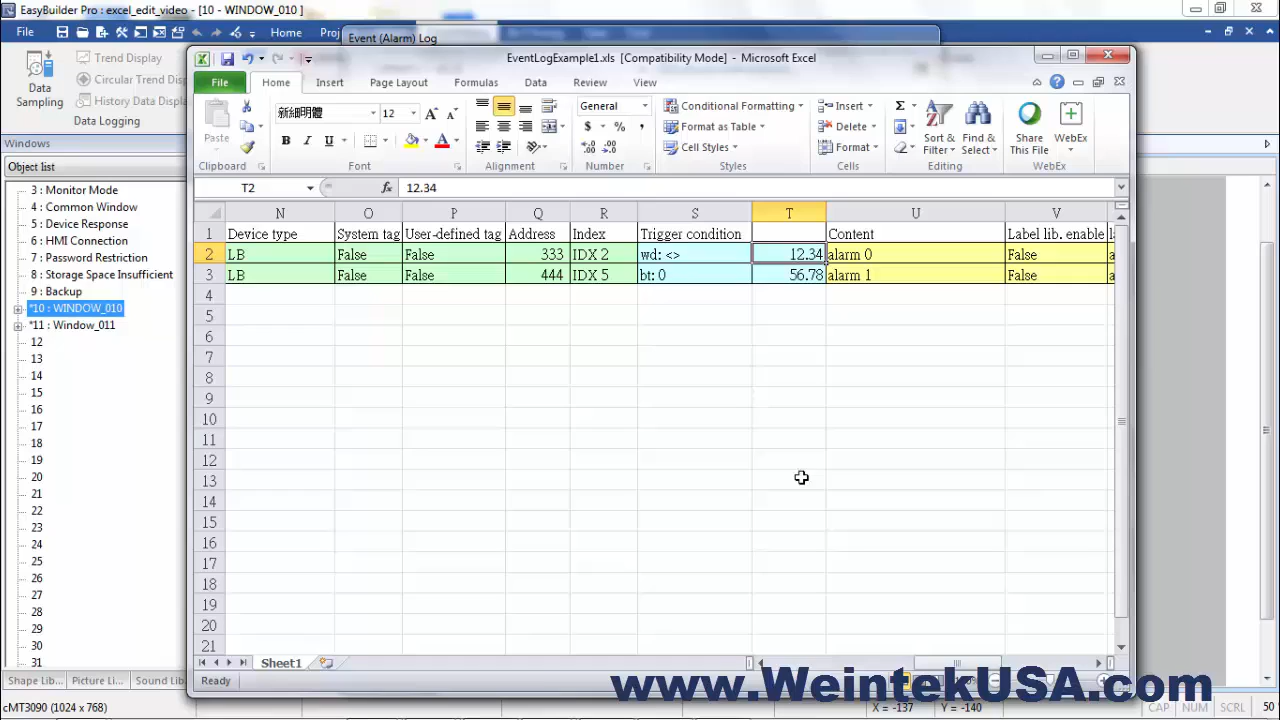 EasyBuilder Pro : excel_edit_video - [10 - WINDOW_010 ]
File Home Proj
Event (Alarm) Log
Data Sampling
Trend Display
Circular Trend Display
History Data Displa
Data Logging
Windows
Object list
3 : Monitor Mode
4 : Common Window
5 : Device Response
6 : HMI Connection
7 : Password Restriction
8 : Storage Space Insufficient
9 : Backup
*10 : WINDOW_010
*11 : Window_011
12
13
14
15
16
17
18
19
20
21
22
23
24
25
26
27
28
29
30
31
Shape Lib... Picture Li... Sound Lib
cMT3090 (1024 x 768)
EventLogExample1.xls [Compatibility Mode] - Microsoft Excel
File Home Insert Page Layout Formulas Data Review View
Paste
Clipboard
新細明體 12
B I U A
Font
Alignment
General
$ % ,
Number
Conditional Formatting
Format as Table
Cell Styles
Styles
Insert
Delete
Format
Cells
Σ
Sort & Filter
Find & Select
Editing
Share This File
WebEx
WebEx
T2 fx 12.34
N O P Q R S T U V
1 Device type System tag User-defined tag Address Index Trigger condition Content Label lib. enable
2 LB False False 333 IDX 2 wd: <> 12.34 alarm 0 False
3 LB False False 444 IDX 5 bt: 0 56.78 alarm 1 False
4
5
6
7
8
9
10
11
12
13
14
15
16
17
18
19
20
21
Sheet1
Ready
www.WeintekUSA.com
X = -137 Y = -140 CAP NUM SCRL 50